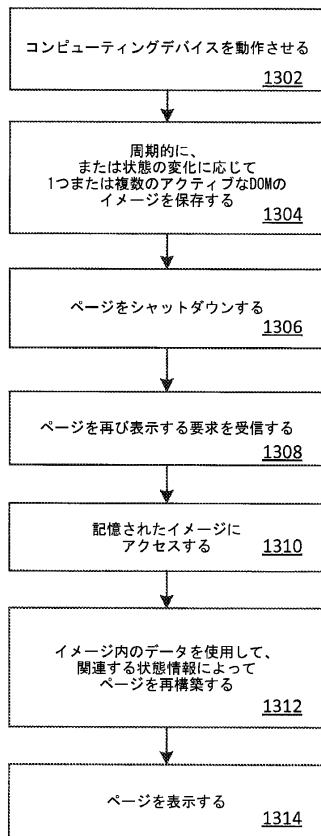 コンピューティングデバイスを動作させる
1302
周期的に、
または状態の変化に応じて
1つまたは複数のアクティブなDOMの
イメージを保存する
1304
ページをシャットダウンする
1306
ページを再び表示する要求を受信する
1308
記憶されたイメージに
アクセスする
1310
イメージ内のデータを使用して、
関連する状態情報によって
ページを再構築する
1312
ページを表示する
1314